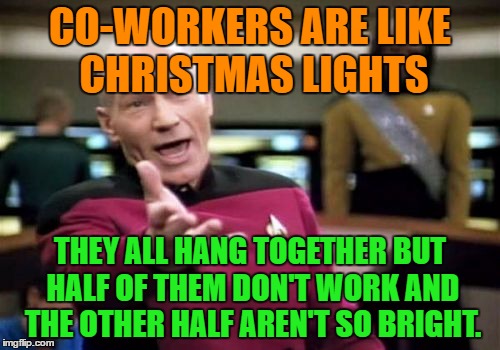 CO-WORKERS ARE LIKE
CHRISTMAS LIGHTS
THEY ALL HANG TOGETHER BUT
HALF OF THEM DON'T WORK AND
THE OTHER HALF AREN'T SO BRIGHT.
imgflip.com